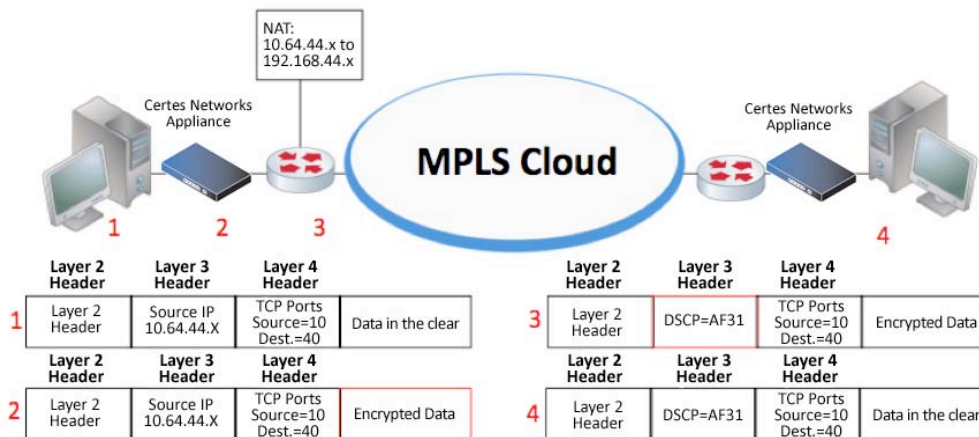 NAT:
10.64.44.x to
192.168.44.x
Certes Networks
Appliance
MPLS Cloud
Certes Networks
Appliance
1
2
3
4
Layer 2
Header
Layer 3
Header
Layer 4
Header
1
Layer 2
Header
Source IP
10.64.44.X
TCP Ports
Source=10
Dest.=40
Data in the clear
Layer 2
Header
Layer 3
Header
Layer 4
Header
2
Layer 2
Header
Source IP
10.64.44.X
TCP Ports
Source=10
Dest.=40
Encrypted Data
Layer 2
Header
Layer 3
Header
Layer 4
Header
3
Layer 2
Header
DSCP=AF31
TCP Ports
Source=10
Dest.=40
Encrypted Data
Layer 2
Header
Layer 3
Header
Layer 4
Header
4
Layer 2
Header
DSCP=AF31
TCP Ports
Source=10
Dest.=40
Data in the clear